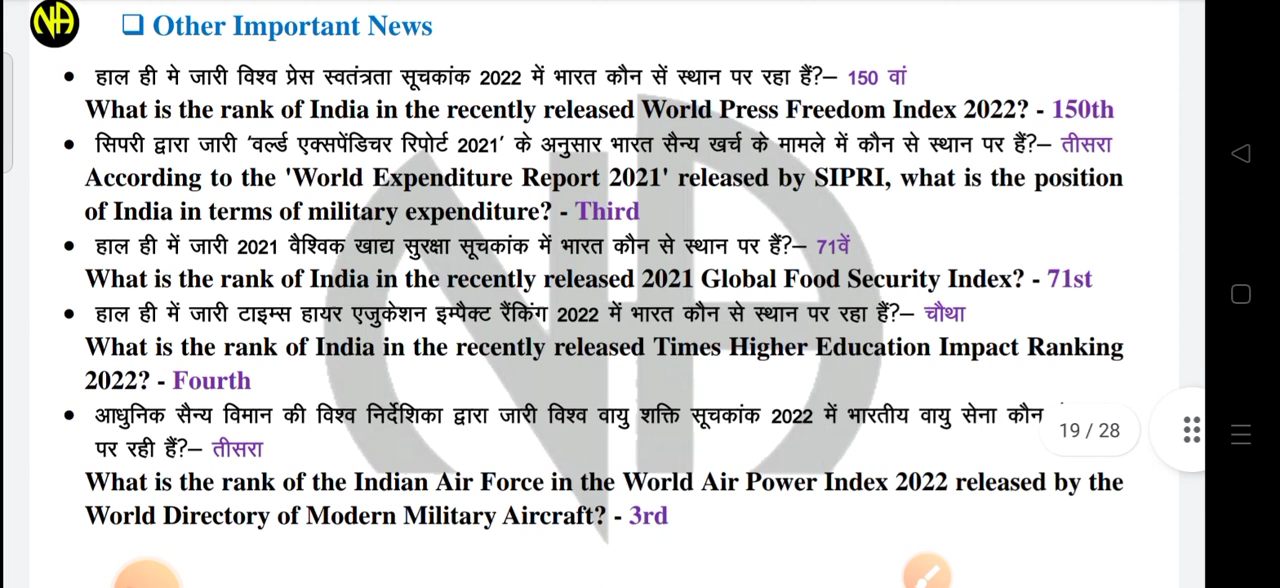 NA
❑ Other Important News
• हाल ही मे जारी विश्व प्रेस स्वतंत्रता सूचकांक 2022 में भारत कौन सें स्थान पर रहा हैं?– 150 वां
What is the rank of India in the recently released World Press Freedom Index 2022? - 150th
• सिपरी द्वारा जारी 'वर्ल्ड एक्सपेंडिचर रिपोर्ट 2021' के अनुसार भारत सैन्य खर्च के मामले में कौन से स्थान पर हैं?– तीसरा
According to the 'World Expenditure Report 2021' released by SIPRI, what is the position
of India in terms of military expenditure? - Third
• हाल ही में जारी 2021 वैश्विक खाद्य सुरक्षा सूचकांक में भारत कौन से स्थान पर हैं?– 71वें
What is the rank of India in the recently released 2021 Global Food Security Index? - 71st
• हाल ही में जारी टाइम्स हायर एजुकेशन इम्पैक्ट रैंकिंग 2022 में भारत कौन से स्थान पर रहा हैं?– चौथा
What is the rank of India in the recently released Times Higher Education Impact Ranking
2022? - Fourth
• आधुनिक सैन्य विमान की विश्व निर्देशिका द्वारा जारी विश्व वायु शक्ति सूचकांक 2022 में भारतीय वायु सेना कौन
19 / 28
पर रही हैं?– तीसरा
What is the rank of the Indian Air Force in the World Air Power Index 2022 released by the
World Directory of Modern Military Aircraft? - 3rd